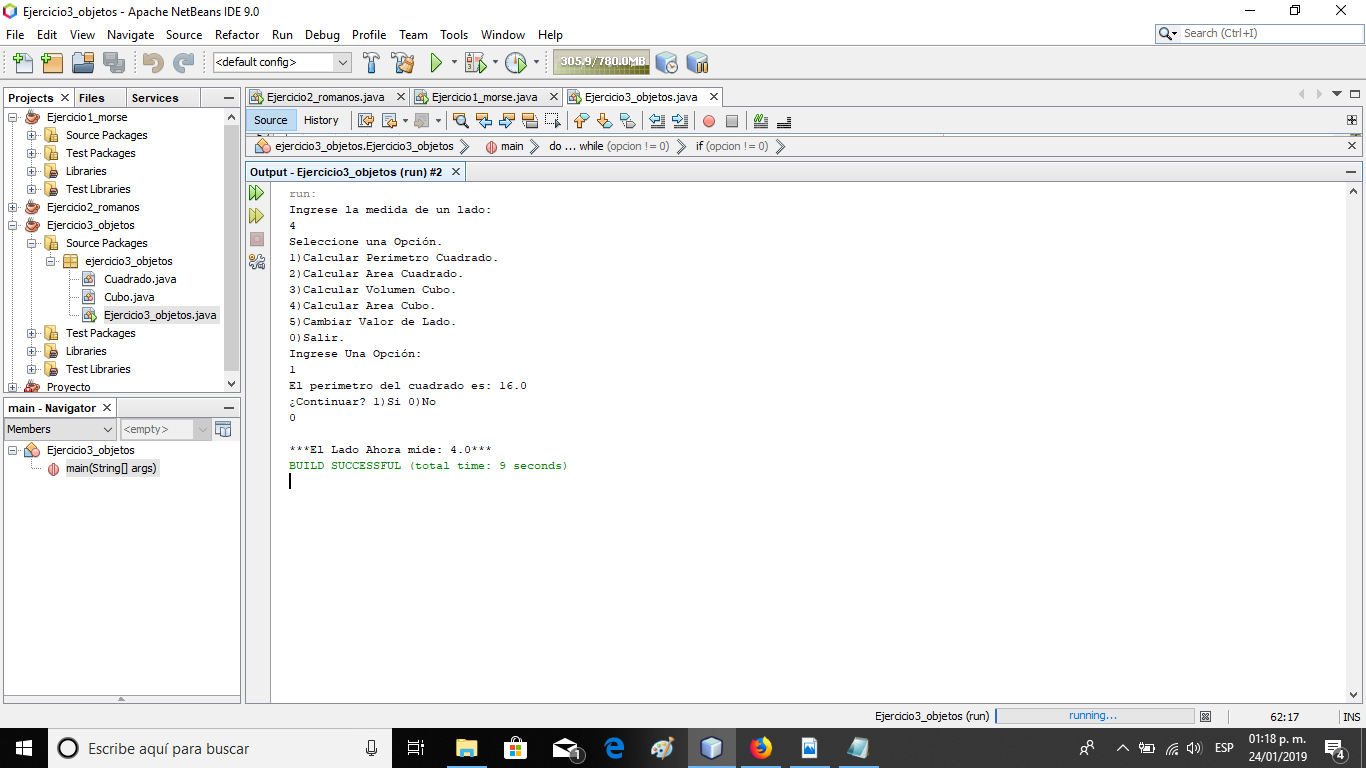 Ejercicio3_objetos - Apache NetBeans IDE 9.0
File Edit View Navigate Source Refactor Run Debug Profile Team Tools Window Help
Search (Ctrl+I)
<default config>
305.9/780.0MB
Projects Files Services
Ejercicio1_morse
Source Packages
Test Packages
Libraries
Test Libraries
Ejercicio2_romanos
Ejercicio3_objetos
Source Packages
ejercicio3_objetos
Cuadrado.java
Cubo.java
Ejercicio3_objetos.java
Test Packages
Libraries
Test Libraries
Proyecto
main - Navigator
Members
<empty>
Ejercicio3_objetos
main(String[] args)
Ejercicio2_romanos.java Ejercicio1_morse.java Ejercicio3_objetos.java
Source History
ejercicio3_objetos.Ejercicio3_objetos main do ... while (opcion != 0) if (opcion != 0)
Output - Ejercicio3_objetos (run) #2
run:
Ingrese la medida de un lado:
4
Seleccione una Opción.
1)Calcular Perimetro Cuadrado.
2)Calcular Area Cuadrado.
3)Calcular Volumen Cubo.
4)Calcular Area Cubo.
5)Cambiar Valor de Lado.
0)Salir.
Ingrese Una Opción:
1
El perimetro del cuadrado es: 16.0
¿Continuar? 1)Si 0)No
0
***El Lado Ahora mide: 4.0***
BUILD SUCCESSFUL (total time: 9 seconds)
Ejercicio3_objetos (run) running... 62:17 INS
Escribe aquí para buscar
1
ESP
01:18 p. m.
24/01/2019
4